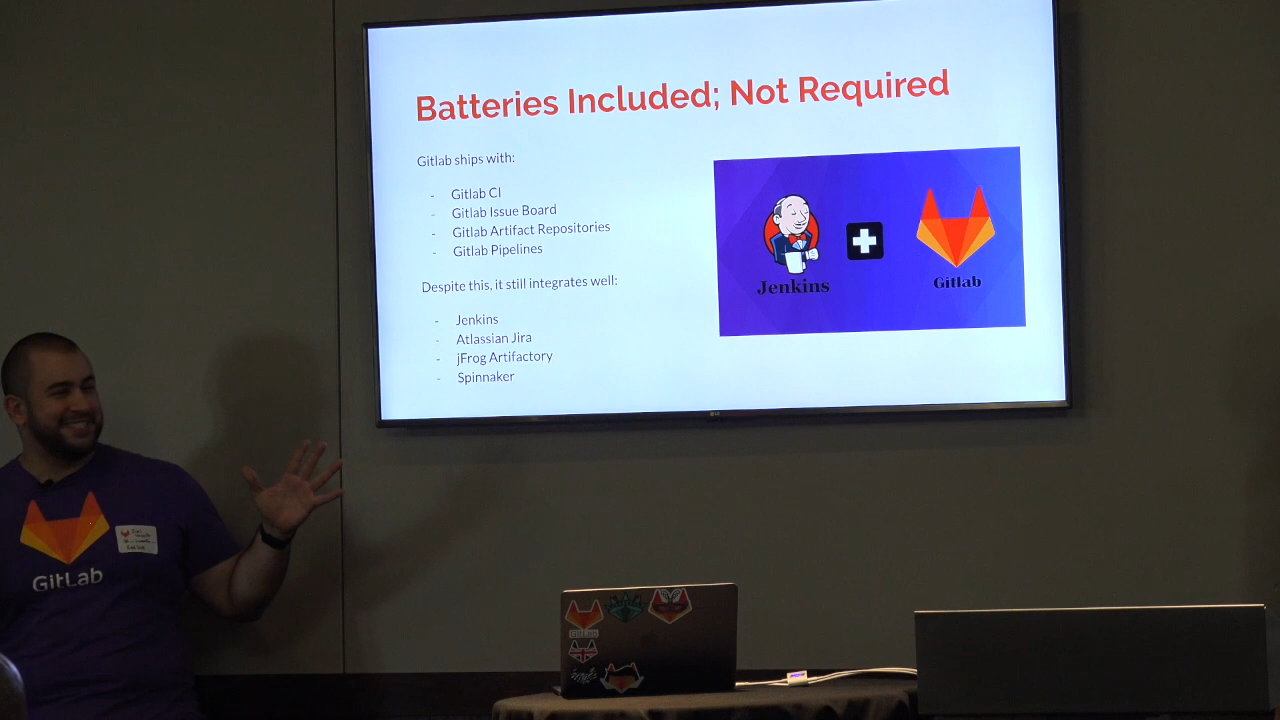 Batteries Included; Not Required
Gitlab ships with:
- Gitlab CI
- Gitlab Issue Board
- Gitlab Artifact Repositories
- Gitlab Pipelines
Despite this, it still integrates well:
- Jenkins
- Atlassian Jira
- jFrog Artifactory
- Spinnaker
Jenkins
Gitlab
LG
GitLab